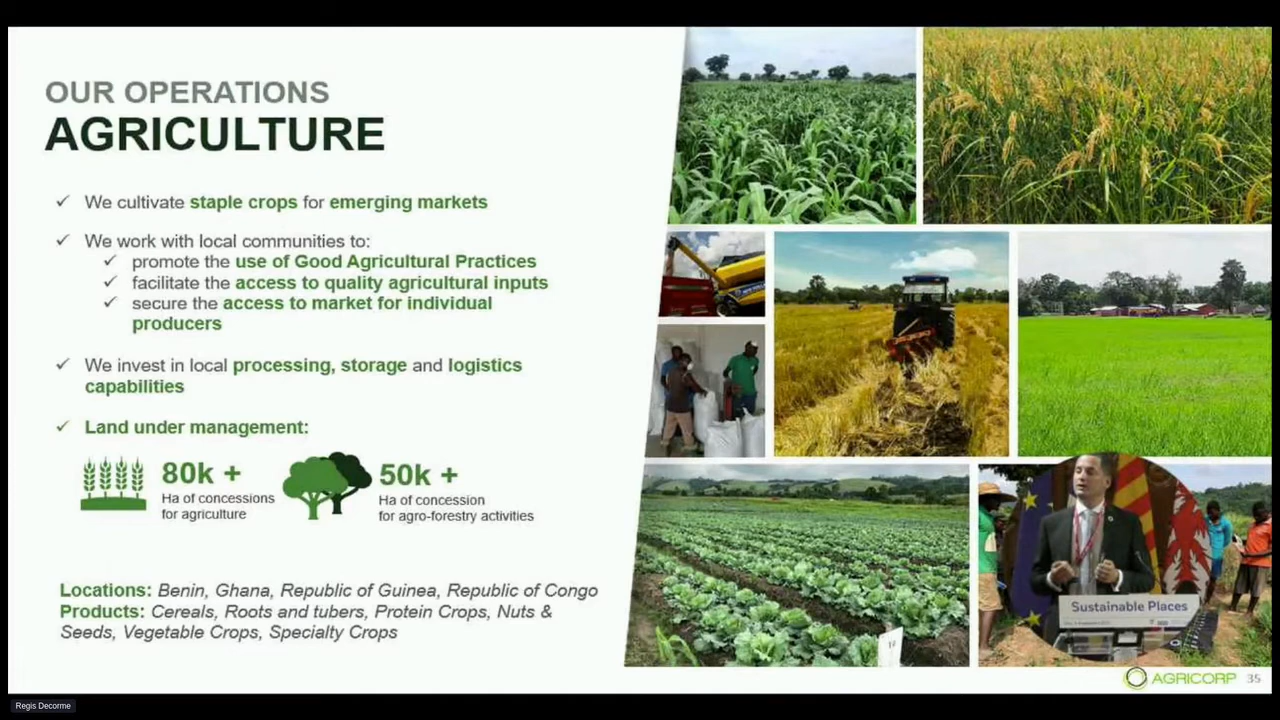 OUR OPERATIONS
AGRICULTURE
✓ We cultivate staple crops for emerging markets
✓ We work with local communities to:
✓ promote the use of Good Agricultural Practices
✓ facilitate the access to quality agricultural inputs
✓ secure the access to market for individual
producers
✓ We invest in local processing, storage and logistics
capabilities
✓ Land under management:
80k +
Ha of concessions
for agriculture
50k +
Ha of concession
for agro-forestry activities
Locations: Benin, Ghana, Republic of Guinea, Republic of Congo
Products: Cereals, Roots and tubers, Protein Crops, Nuts &
Seeds, Vegetable Crops, Specialty Crops
Sustainable Places
AGRICORP 35
Regis Decorme